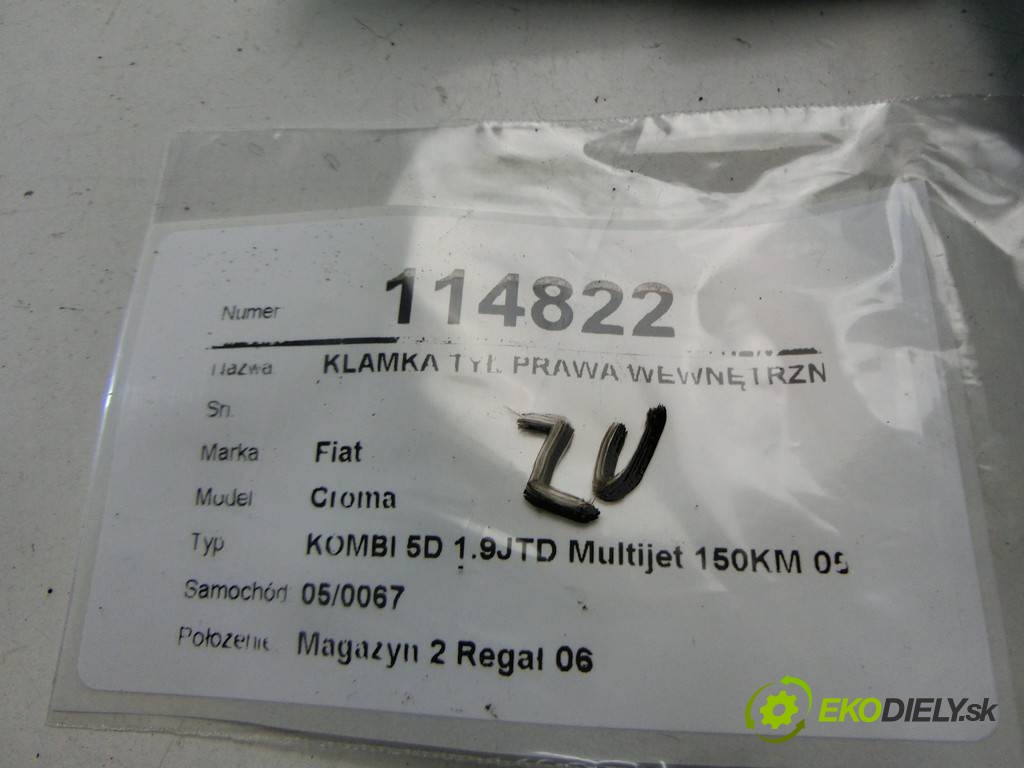 Numer 114822
Nazwa KLAMKA TYŁ PRAWA WEWNĘTRZN
Sn.
ZU
Marka Fiat
Model Croma
Typ KOMBI 5D 1.9JTD Multijet 150KM 05
Samochód 05/0067
Położenie Magazyn 2 Regał 06
EKODIELY.sk